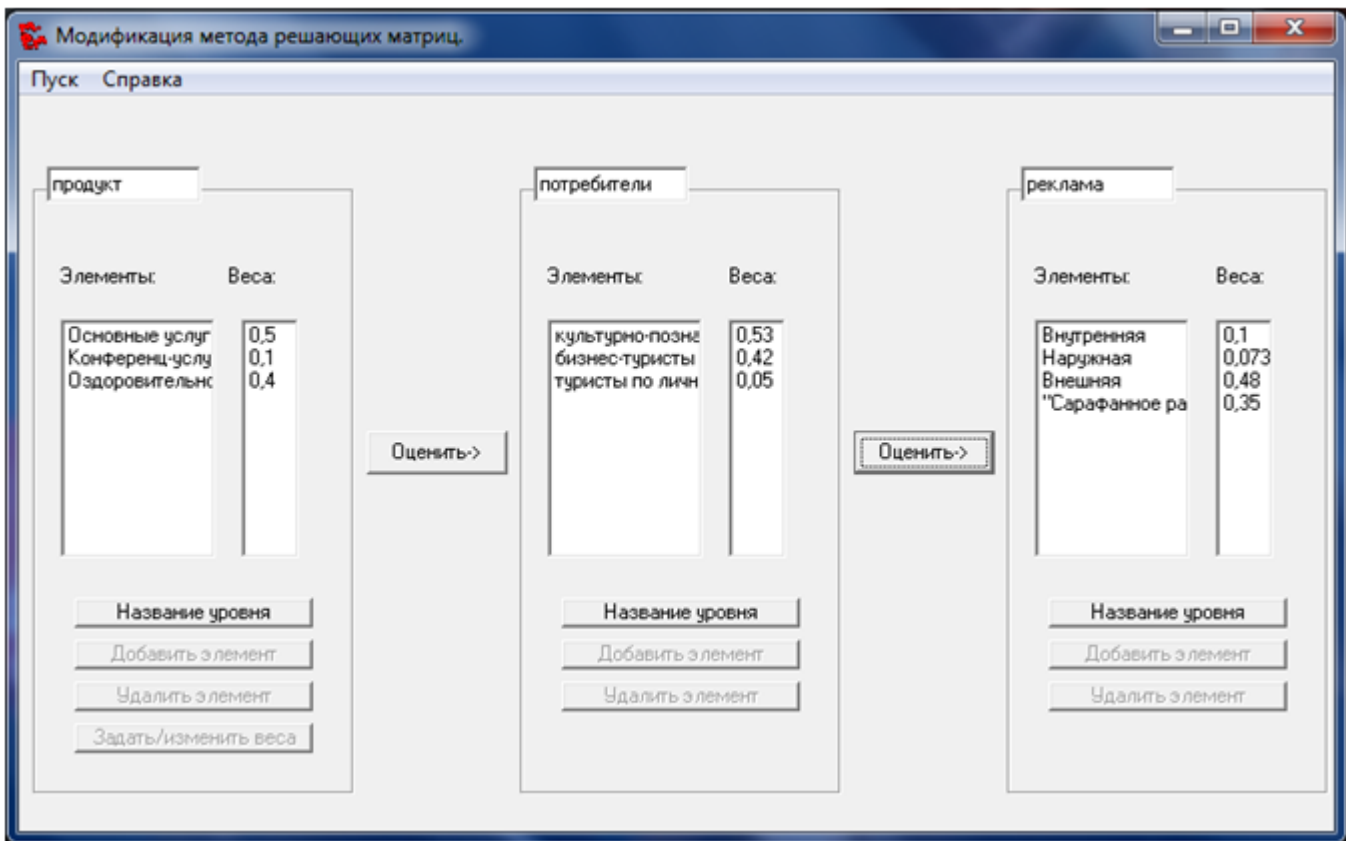 Модификация метода решающих матриц.
Пуск Справка
продукт
Элементы: Веса:
Основные услуг 0,5
Конференц-услу 0,1
Оздоровительнс 0,4
Название уровня
Добавить элемент
Удалить элемент
Задать/изменить веса
Оценить->
потребители
Элементы: Веса:
культурно-позна 0,53
бизнес-туристы 0,42
туристы по личн 0,05
Название уровня
Добавить элемент
Удалить элемент
Оценить->
реклама
Элементы: Веса:
Внутренняя 0,1
Наружная 0,073
Внешняя 0,48
"Сарафанное ра 0,35
Название уровня
Добавить элемент
Удалить элемент